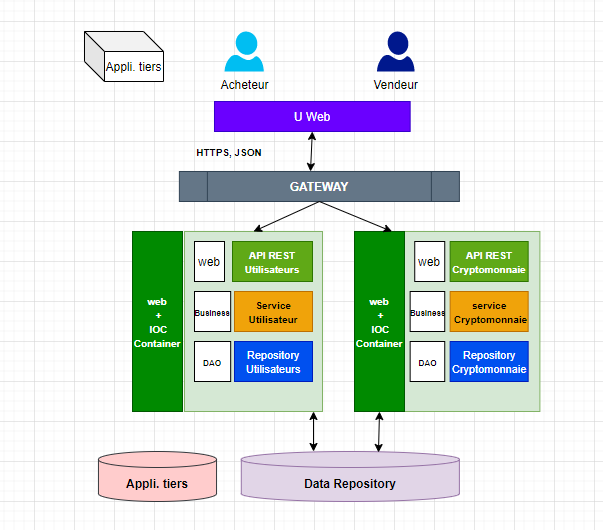 Appli. tiers
Acheteur
Vendeur
U Web
HTTPS, JSON
GATEWAY
web
+
IOC
Container
web
API REST
Utilisateurs
Business
Service
Utilisateur
DAO
Repository
Utilisateurs
web
+
IOC
Container
web
API REST
Cryptomonnaie
Business
service
Cryptomonnaie
DAO
Repository
Cryptomonnaie
Appli. tiers
Data Repository